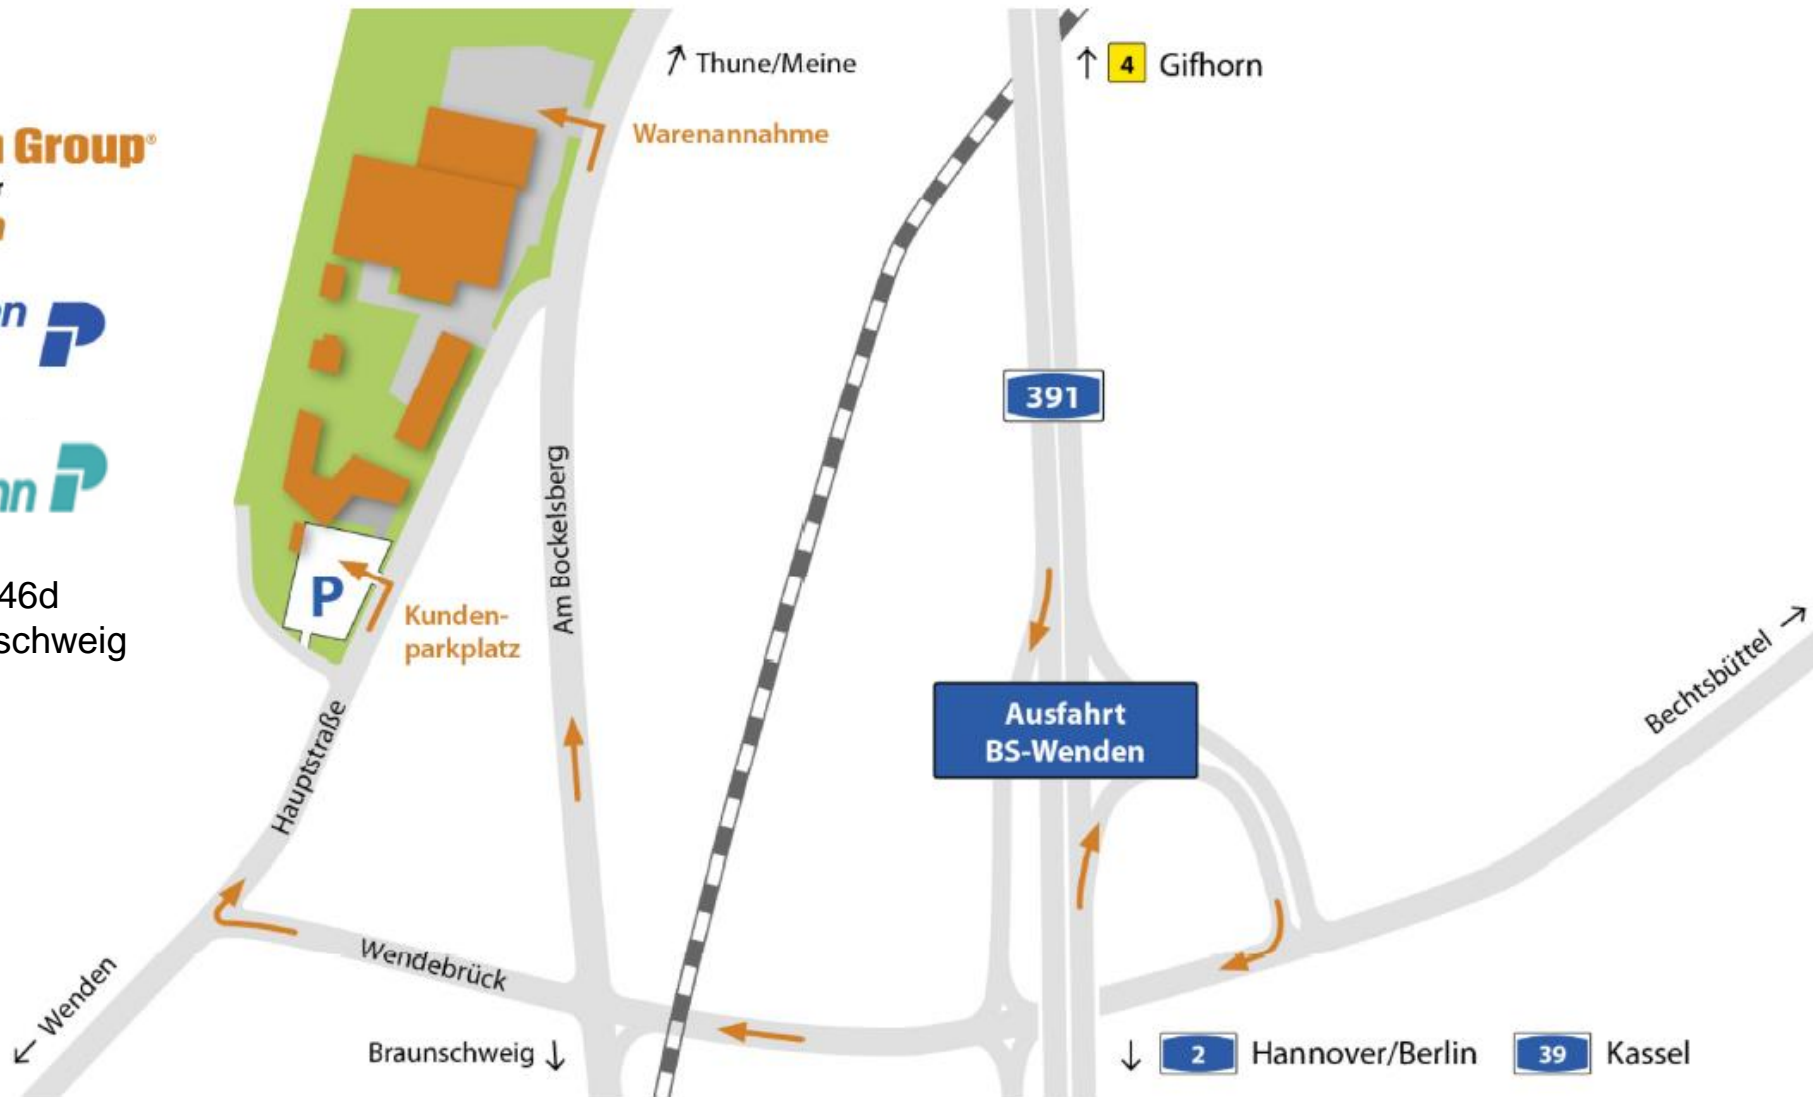 Thune/Meine
4 Gifhorn
Group®
Warenannahme
391
Am Bockelsberg
P
46d
schweig
Kunden-
parkplatz
Ausfahrt
BS-Wenden
Bechtsbüttel
Hauptstraße
Wendebrück
Wenden
Braunschweig
2 Hannover/Berlin 39 Kassel